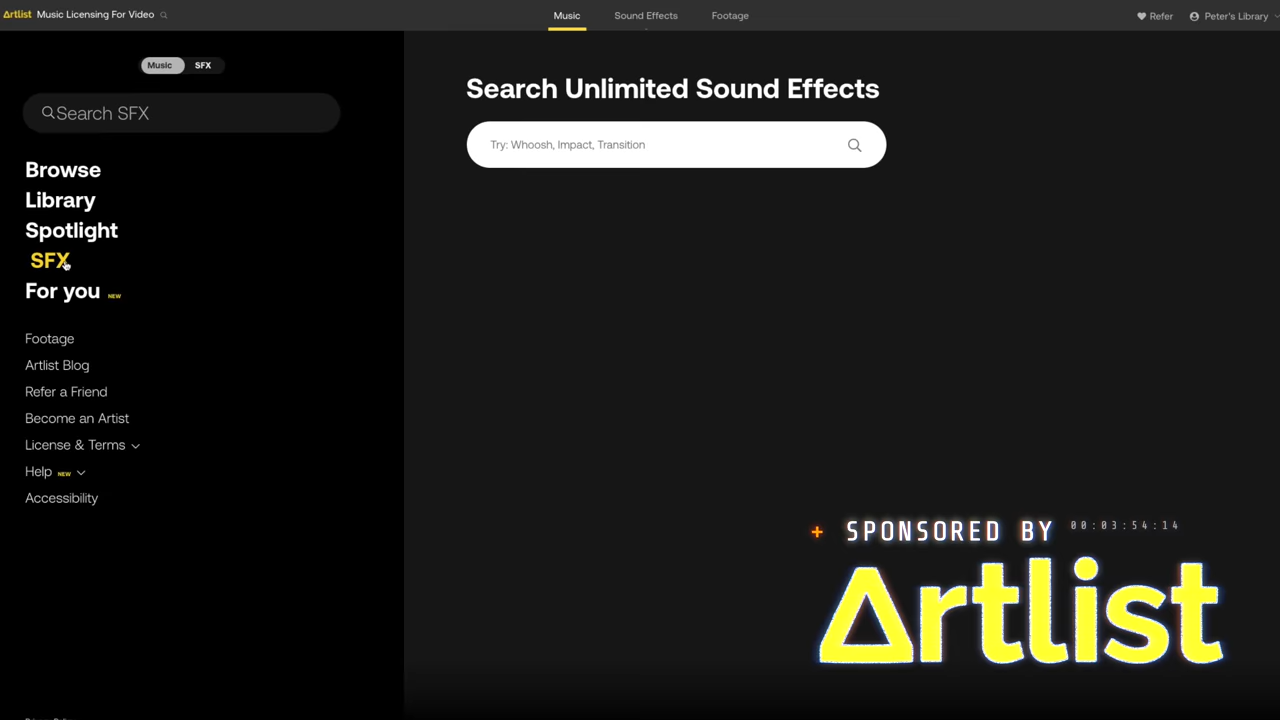 Artlist Music Licensing For Video
Music Sound Effects Footage
Refer Peter's Library
Music SFX
Search SFX
Browse
Library
Spotlight
SFX
For you NEW
Footage
Artlist Blog
Refer a Friend
Become an Artist
License & Terms
Help NEW
Accessibility
Search Unlimited Sound Effects
Try: Whoosh, Impact, Transition
+ SPONSORED BY 00:03:54:14
Artlist